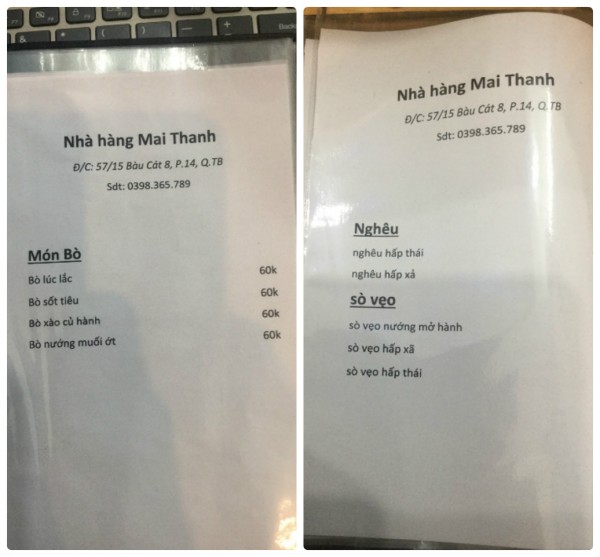 Nhà hàng Mai Thanh
Đ/C: 57/15 Bàu Cát 8, P.14, Q.TB
Sdt: 0398.365.789
Món Bò
Bò lúc lắc 60k
Bò sốt tiêu 60k
Bò xào củ hành 60k
Bò nướng muối ớt 60k
Nhà hàng Mai Thanh
Đ/C: 57/15 Bàu Cát 8, P.14, Q.TB
Sdt: 0398.365.789
Nghêu
nghêu hấp thái
nghêu hấp xả
sò vẹo
sò vẹo nướng mở hành
sò vẹo hấp xã
sò vẹo hấp thái